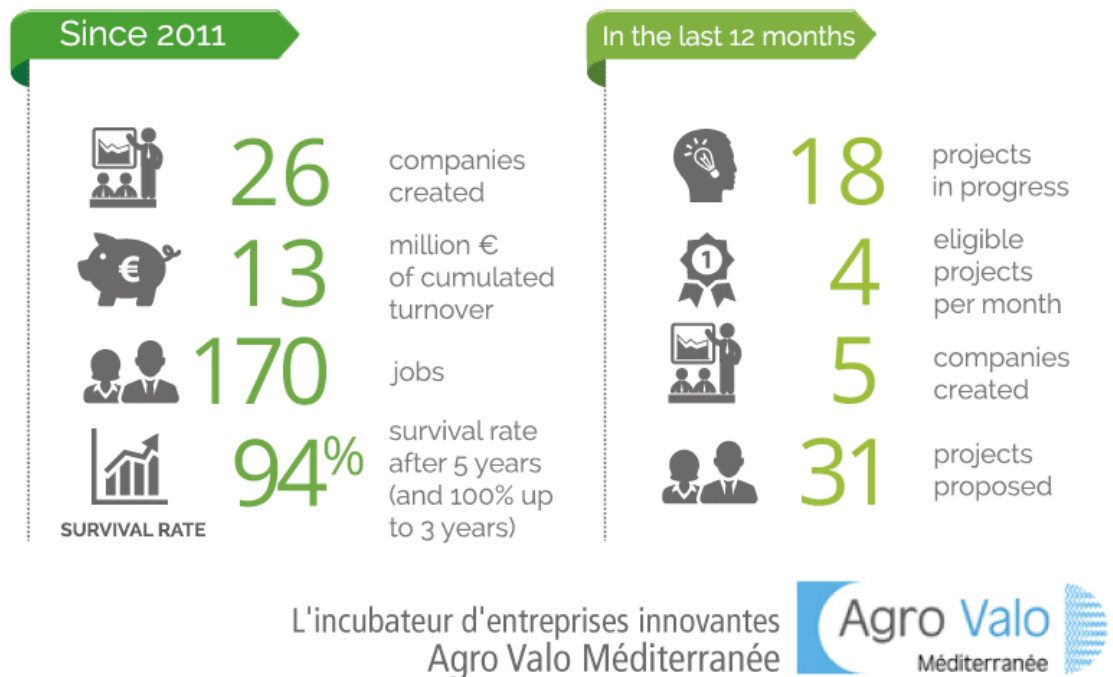 Since 2011
26
companies
created
€
13
million €
of cumulated
turnover
170
jobs
94%
survival rate
after 5 years
(and 100% up
to 3 years)
SURVIVAL RATE
In the last 12 months
18
projects
in progress
1
4
eligible
projects
per month
5
companies
created
31
projects
proposed
L'incubateur d'entreprises innovantes
Agro Valo Méditerranée
Agro Valo
Méditerranée